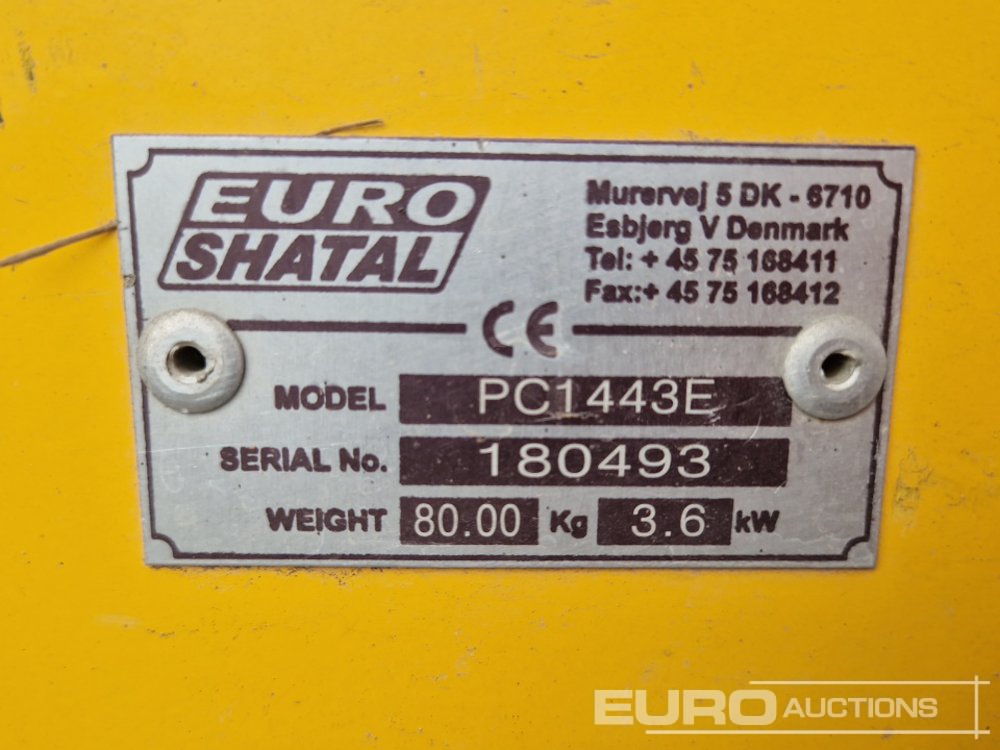 EURO
SHATAL
Murervej 5 DK - 6710
Esbjerg V Denmark
Tel: + 45 75 168411
Fax:+ 45 75 168412
CE
MODEL PC1443E
SERIAL No. 180493
WEIGHT 80.00 Kg 3.6 kW
EURO AUCTIONS